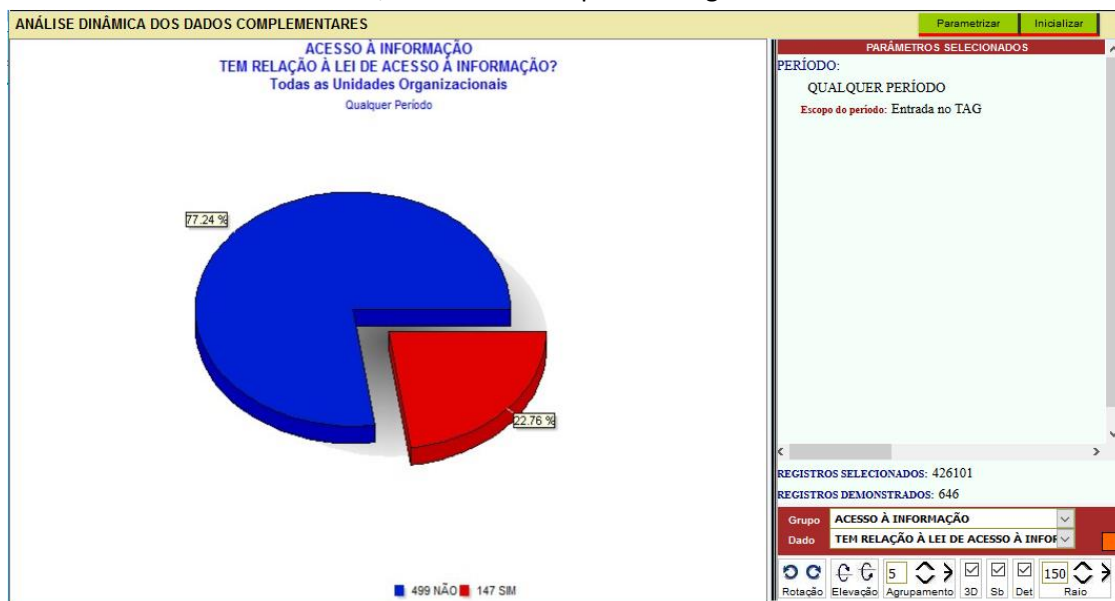 ANÁLISE DINÂMICA DOS DADOS COMPLEMENTARES
Parametrizar
Inicializar
ACESSO À INFORMAÇÃO
TEM RELAÇÃO À LEI DE ACESSO À INFORMAÇÃO?
Todas as Unidades Organizacionais
Qualquer Período
77.24 %
22.76 %
499 NÃO 147 SIM
PARÂMETROS SELECIONADOS
PERÍODO:
QUALQUER PERÍODO
Escopo do período: Entrada no TAG
REGISTROS SELECIONADOS: 426101
REGISTROS DEMONSTRADOS: 646
Grupo ACESSO À INFORMAÇÃO
Dado TEM RELAÇÃO À LEI DE ACESSO À INFOR
5 150
Rotação Elevação Agrupamento 3D Sb Det Raio